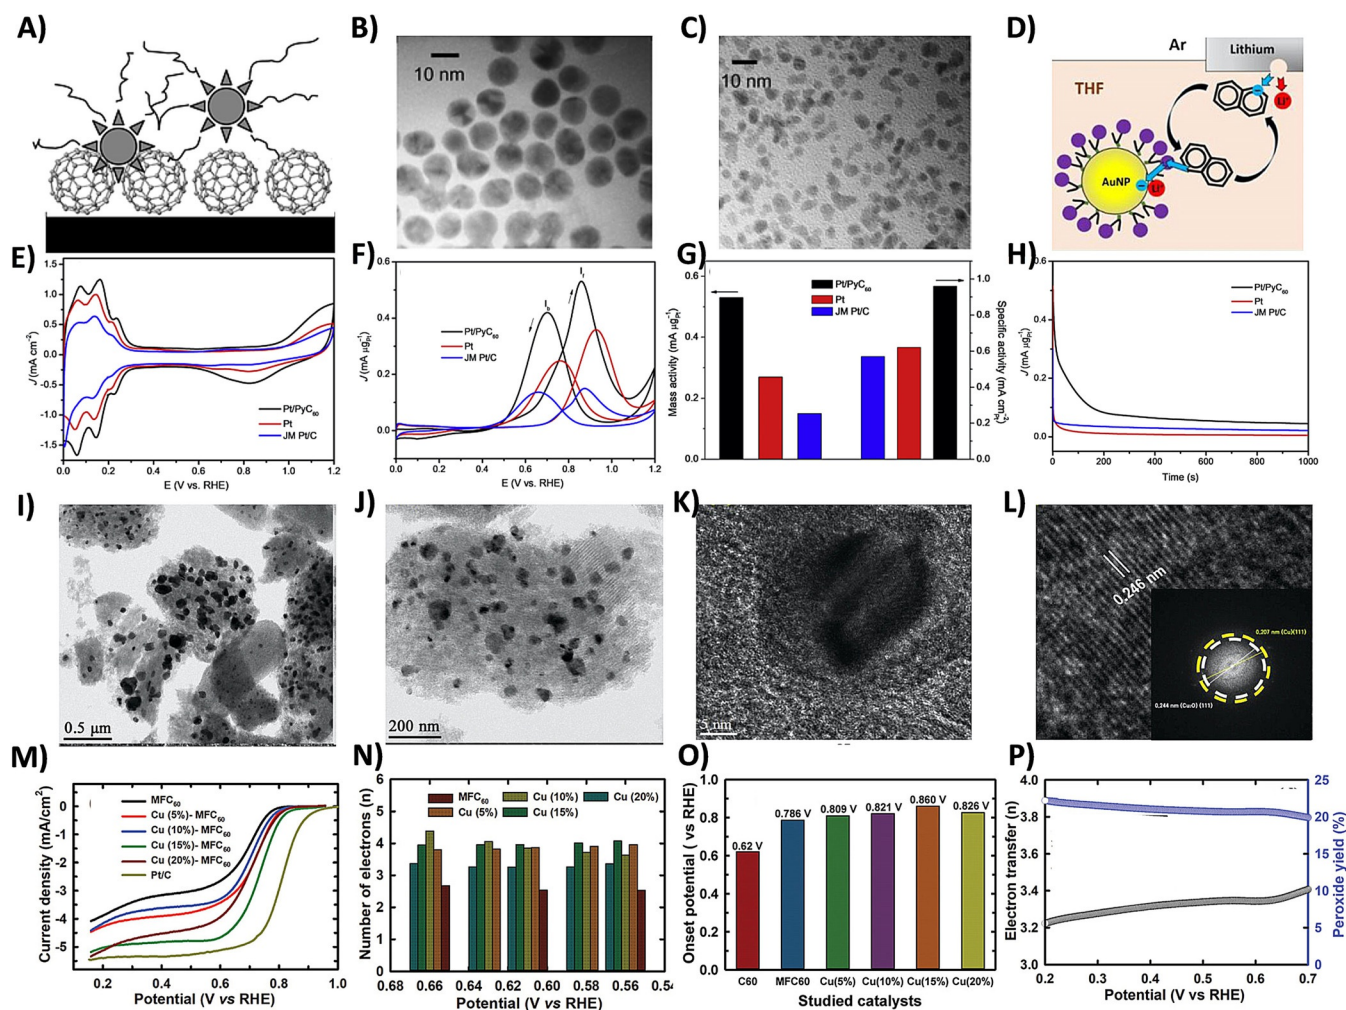 A)
B)
10 nm
C)
10 nm
D)
Ar
Lithium
THF
Li⁺
AuNP
Li⁺
E)
J (mA cm⁻²)
1.5
1.0
0.5
0.0
-0.5
-1.0
-1.5
Pt/PyC₆₀
Pt
JM Pt/C
0.0 0.2 0.4 0.6 0.8 1.0 1.2
E (V vs. RHE)
F)
J (mA μg⁻¹Pt)
0.6
0.4
0.2
0.0
Pt/PyC₆₀
Pt
JM Pt/C
0.0 0.2 0.4 0.6 0.8 1.0 1.2
E (V vs. RHE)
G)
Mass activity (mA μg⁻¹Pt)
0.6
0.4
0.2
0.0
Pt/PyC₆₀
Pt
JM Pt/C
1.0
0.8
0.6
0.4
0.2
0.0
Specific activity (mA cm⁻²Pt)
H)
J (mA μg⁻¹Pt)
0.6
0.4
0.2
0.0
Pt/PyC₆₀
Pt
JM Pt/C
0 200 400 600 800 1000
Time (s)
I)
0.5 μm
J)
200 nm
K)
5 nm
L)
0.246 nm
0.207 nm (Cu)(111)
0.244 nm (Cu₂O) (111)
M)
Current density (mA/cm²)
0
-1
-2
-3
-4
-5
MFC₆₀
Cu (5%)- MFC₆₀
Cu (10%)- MFC₆₀
Cu (15%)- MFC₆₀
Cu (20%)- MFC₆₀
Pt/C
0.2 0.4 0.6 0.8 1.0
Potential (V vs RHE)
N)
Number of electrons (n)
6
5
4
3
2
1
0
MFC₆₀
Cu (5%)
Cu (10%)
Cu (15%)
Cu (20%)
0.68 0.66 0.64 0.62 0.60 0.58 0.56 0.54
Potential (V vs RHE)
O)
Onset potential ( vs RHE)
1.0
0.8
0.6
0.4
0.2
0.0
0.62 V
0.786 V
0.809 V
0.821 V
0.860 V
0.826 V
C60 MFC60 Cu(5%) Cu(10%) Cu(15%) Cu(20%)
Studied catalysts
P)
Electron transfer (n)
4.0
3.8
3.6
3.4
3.2
3.0
25
20
15
10
5
0
Peroxide yield (%)
0.2 0.3 0.4 0.5 0.6 0.7
Potential (V vs RHE)